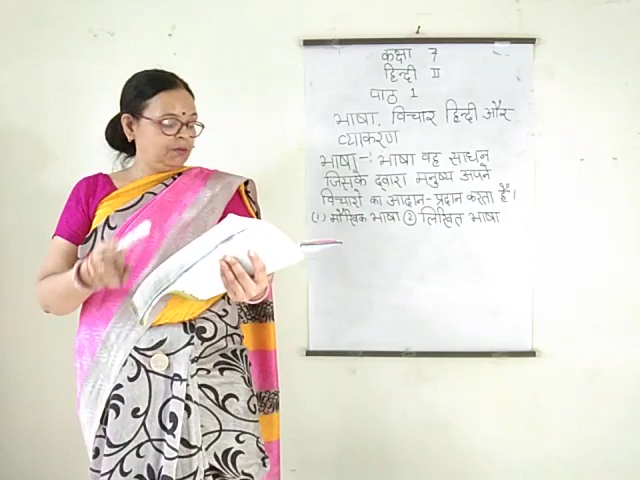 कक्षा 7
हिन्दी II
पाठ 1
भाषा, विचार हिन्दी और
व्याकरण
भाषा -: भाषा वह साधन
जिसके द्वारा मनुष्य अपने
विचारों का आदान-प्रदान करता है।
(1) मौखिक भाषा (2) लिखित भाषा